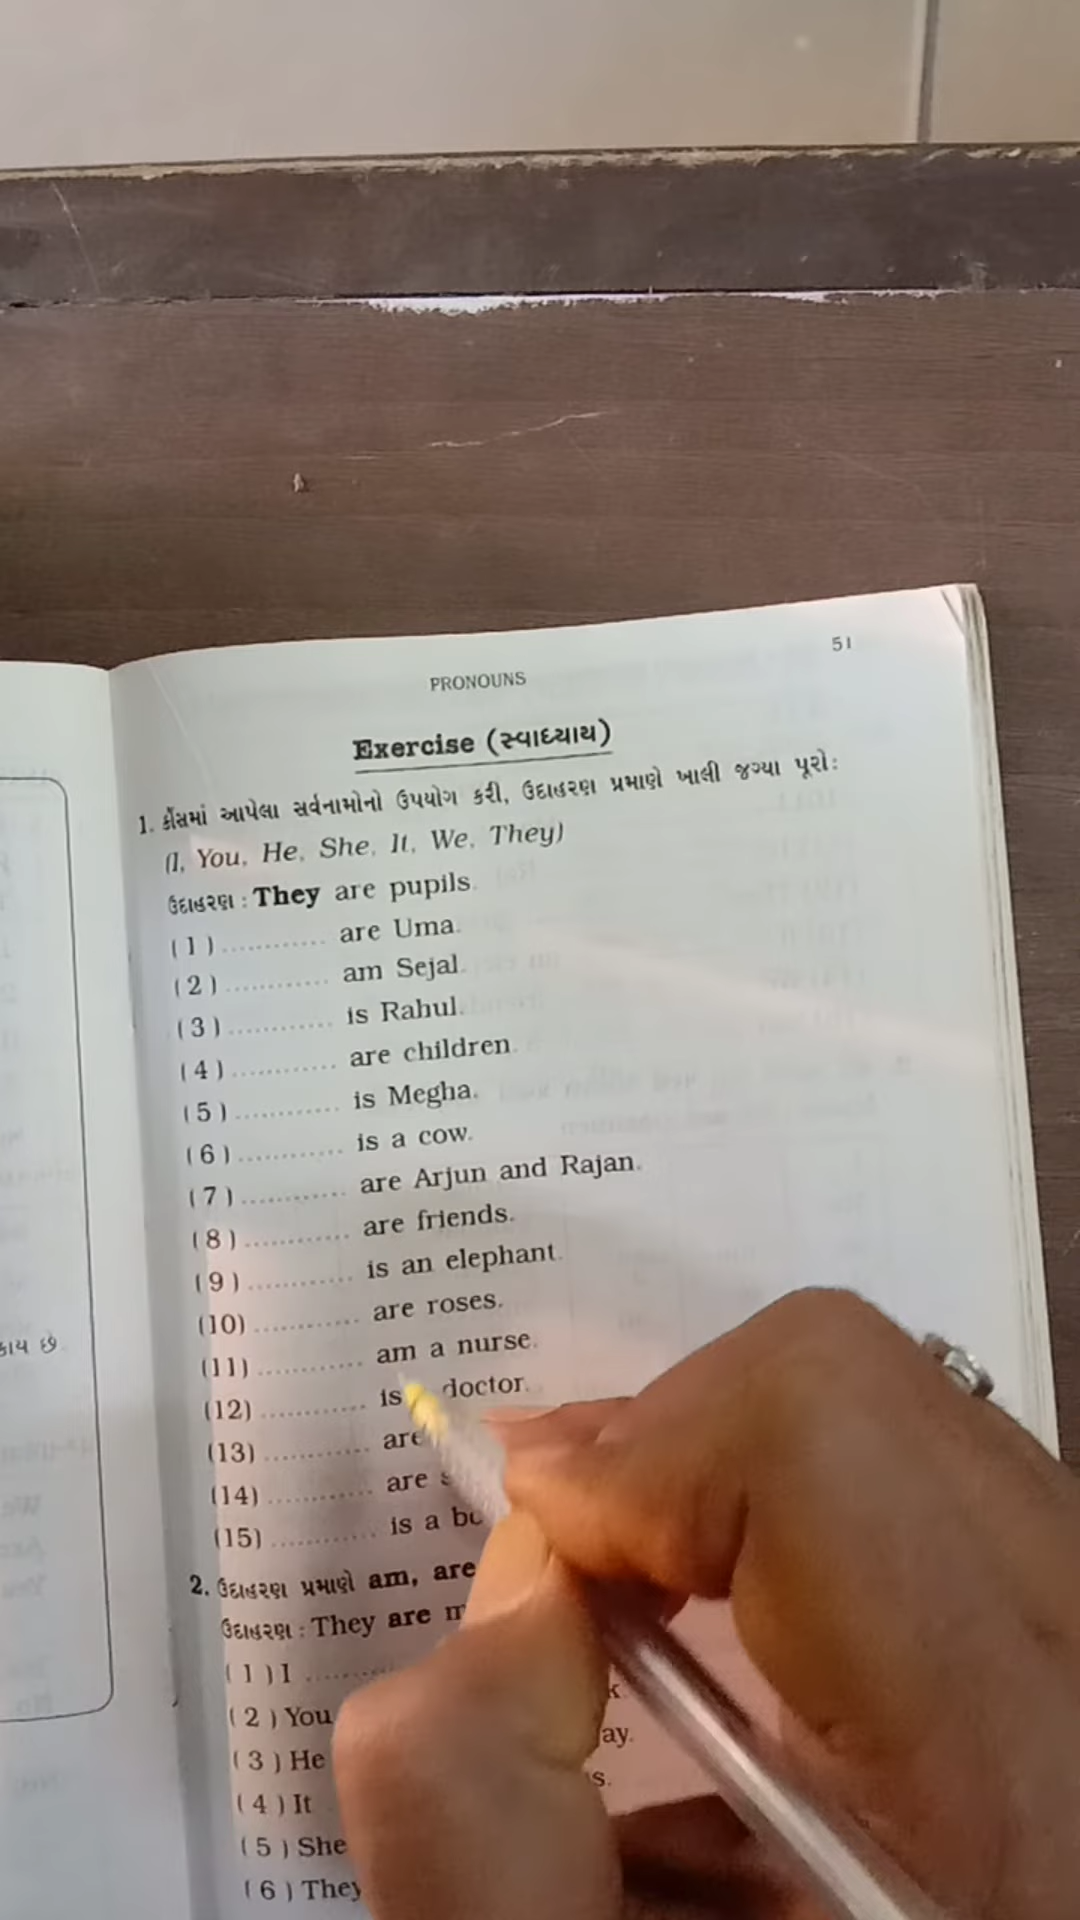 51
PRONOUNS
Exercise (સ્વાધ્યાય)
1. કૌંસમાં આપેલા સર્વનામોનો ઉપયોગ કરી, ઉદાહરણ પ્રમાણે ખાલી જગ્યા પૂરો:
(I, You, He, She, It, We, They)
ઉદાહરણ : They are pupils.
(1) ............ are Uma.
(2) ............ am Sejal.
(3) ............ is Rahul.
(4) ............ are children.
(5) ............ is Megha.
(6) ............ is a cow.
(7) ............ are Arjun and Rajan.
(8) ............ are friends.
(9) ............ is an elephant.
(10) ............ are roses.
(11) ............ am a nurse.
(12) ............ is doctor.
(13) ............ are
(14) ............ are
(15) ............ is a
2. ઉદાહરણ પ્રમાણે am, are
ઉદાહરણ : They are
(1) I .........
(2) You
(3) He
(4) It
(5) She
(6) They
કાય છે.